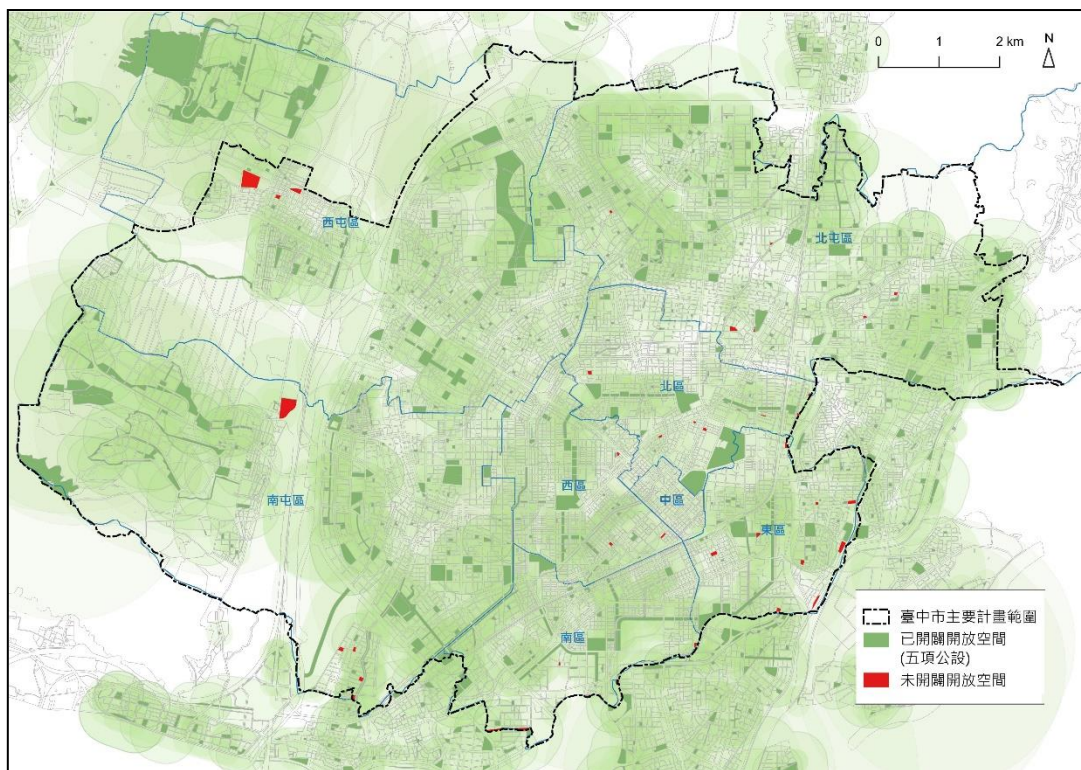 N
0 1 2 km
西屯區
北屯區
北區
西區
中區
南屯區
東區
南區
臺中市主要計畫範圍
已開闢開放空間
(五項公設)
未開闢開放空間